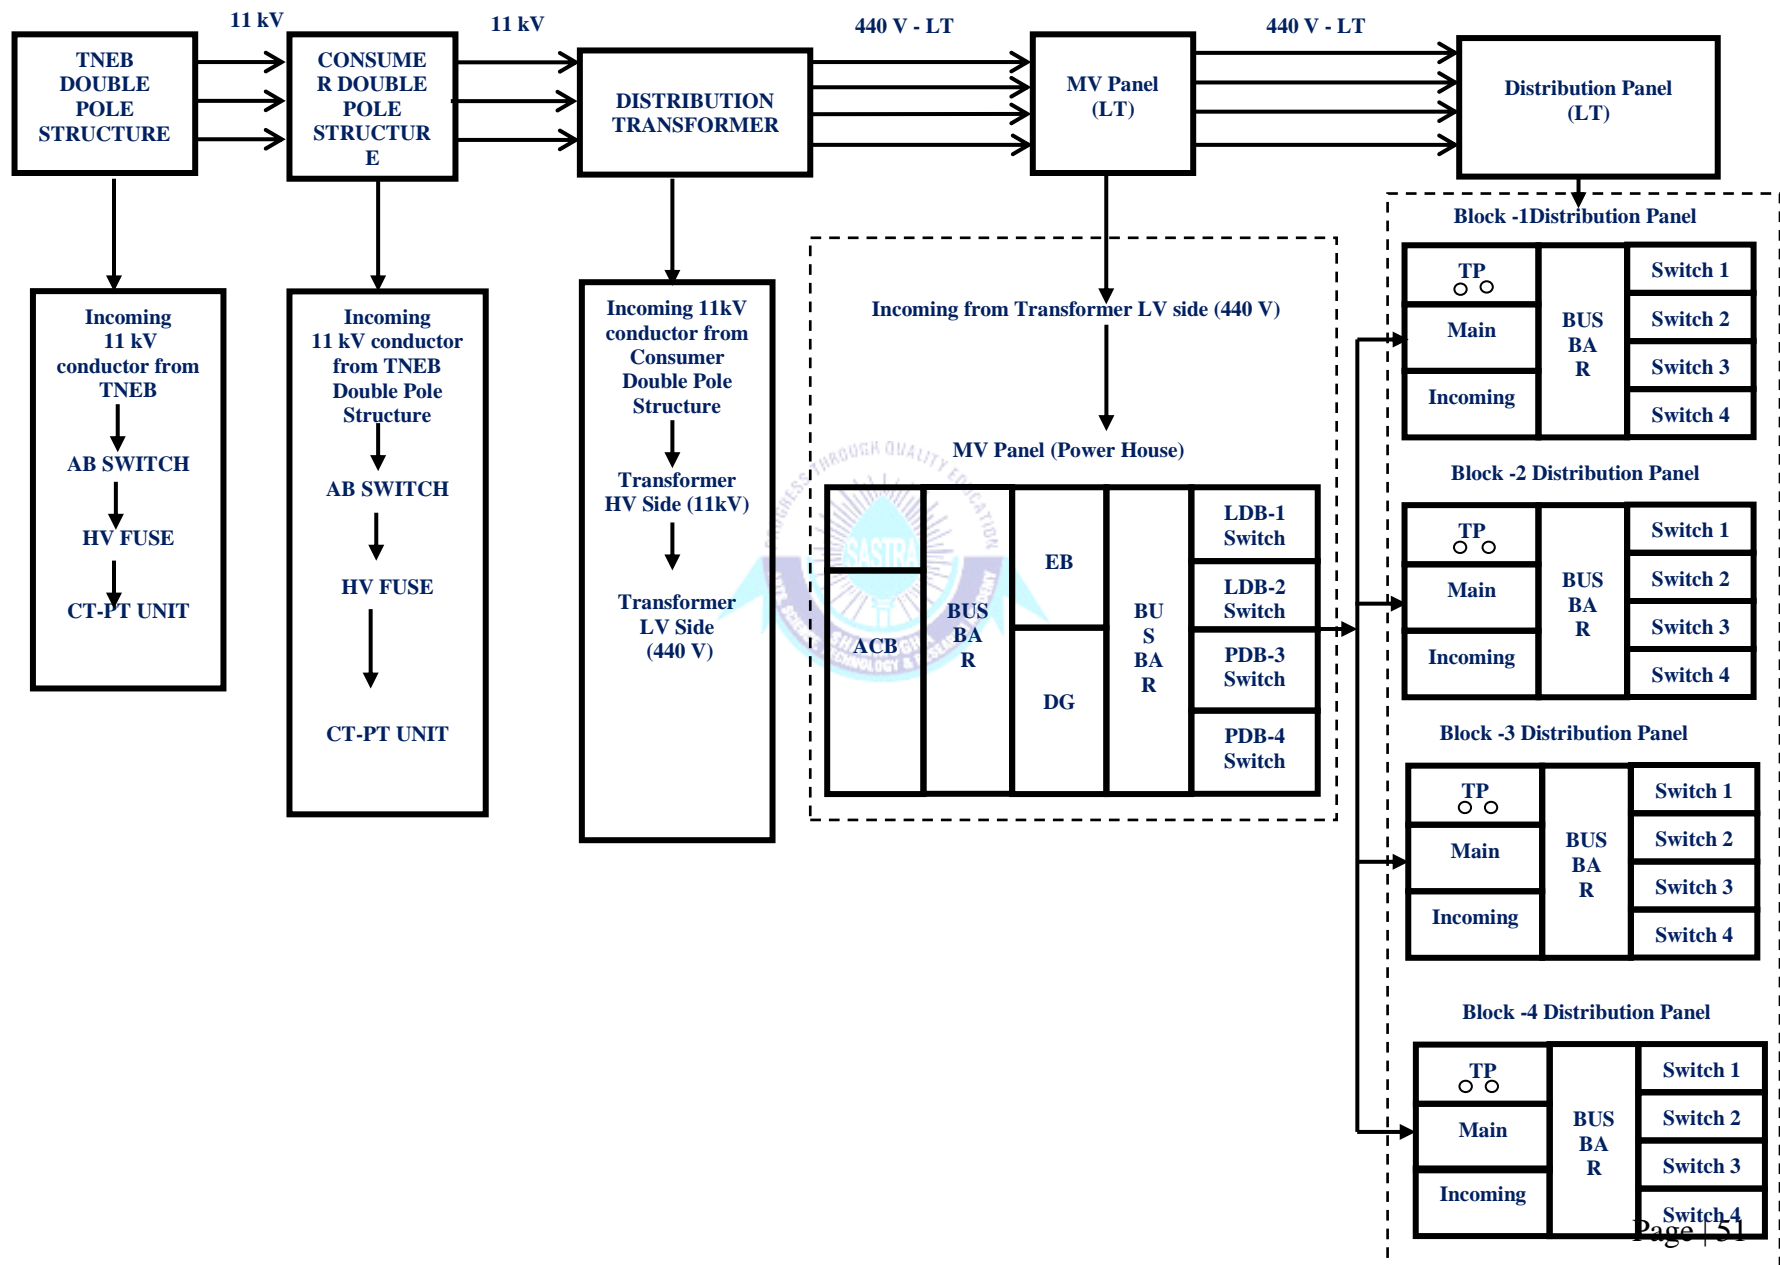 11 kV
11 kV
440 V - LT
440 V - LT
TNEB
DOUBLE
POLE
STRUCTURE
CONSUME
R DOUBLE
POLE
STRUCTUR
E
DISTRIBUTION
TRANSFORMER
MV Panel
(LT)
Distribution Panel
(LT)
Incoming
11 kV
conductor from
TNEB
AB SWITCH
HV FUSE
CT-PT UNIT
Incoming
11 kV conductor
from TNEB
Double Pole
Structure
AB SWITCH
HV FUSE
CT-PT UNIT
Incoming 11kV
conductor from
Consumer
Double Pole
Structure
Transformer
HV Side (11kV)
Transformer
LV Side
(440 V)
Incoming from Transformer LV side (440 V)
MV Panel (Power House)
ACB
BUS
BA
R
EB
DG
BU
S
BA
R
LDB-1
Switch
LDB-2
Switch
PDB-3
Switch
PDB-4
Switch
PROGRESS THROUGH QUALITY EDUCATION
SASTRA
Block -1Distribution Panel
TP
Main
Incoming
BUS
BA
R
Switch 1
Switch 2
Switch 3
Switch 4
Block -2 Distribution Panel
TP
Main
Incoming
BUS
BA
R
Switch 1
Switch 2
Switch 3
Switch 4
Block -3 Distribution Panel
TP
Main
Incoming
BUS
BA
R
Switch 1
Switch 2
Switch 3
Switch 4
Block -4 Distribution Panel
TP
Main
Incoming
BUS
BA
R
Switch 1
Switch 2
Switch 3
Switch 4
Page | 51